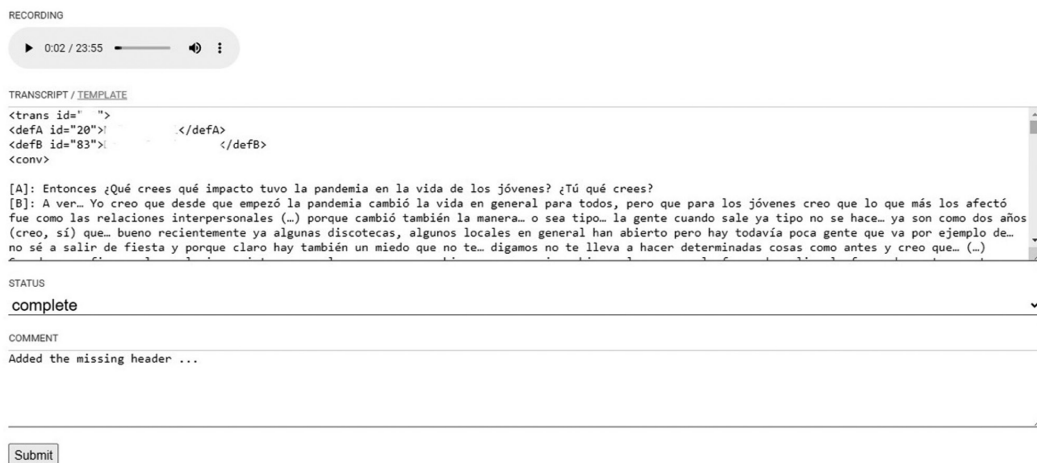 RECORDING
0:02 / 23:55
TRANSCRIPT / TEMPLATE
<trans id=" ">
<defA id="20"> </defA>
<defB id="83"> </defB>
<conv>
[A]: Entonces ¿Qué crees qué impacto tuvo la pandemia en la vida de los jóvenes? ¿Tú qué crees?
[B]: A ver… Yo creo que desde que empezó la pandemia cambió la vida en general para todos, pero que para los jóvenes creo que lo que más los afectó
fue como las relaciones interpersonales (…) porque cambió también la manera… o sea tipo… la gente cuando sale ya tipo no se hace… ya son como dos años
(creo, sí) que… bueno recientemente ya algunas discotecas, algunos locales en general han abierto pero hay todavía poca gente que va por ejemplo de…
no sé a salir de fiesta y porque claro hay también un miedo que no te… digamos no te lleva a hacer determinadas cosas como antes y creo que… (…)
STATUS
complete
COMMENT
Added the missing header ...
Submit